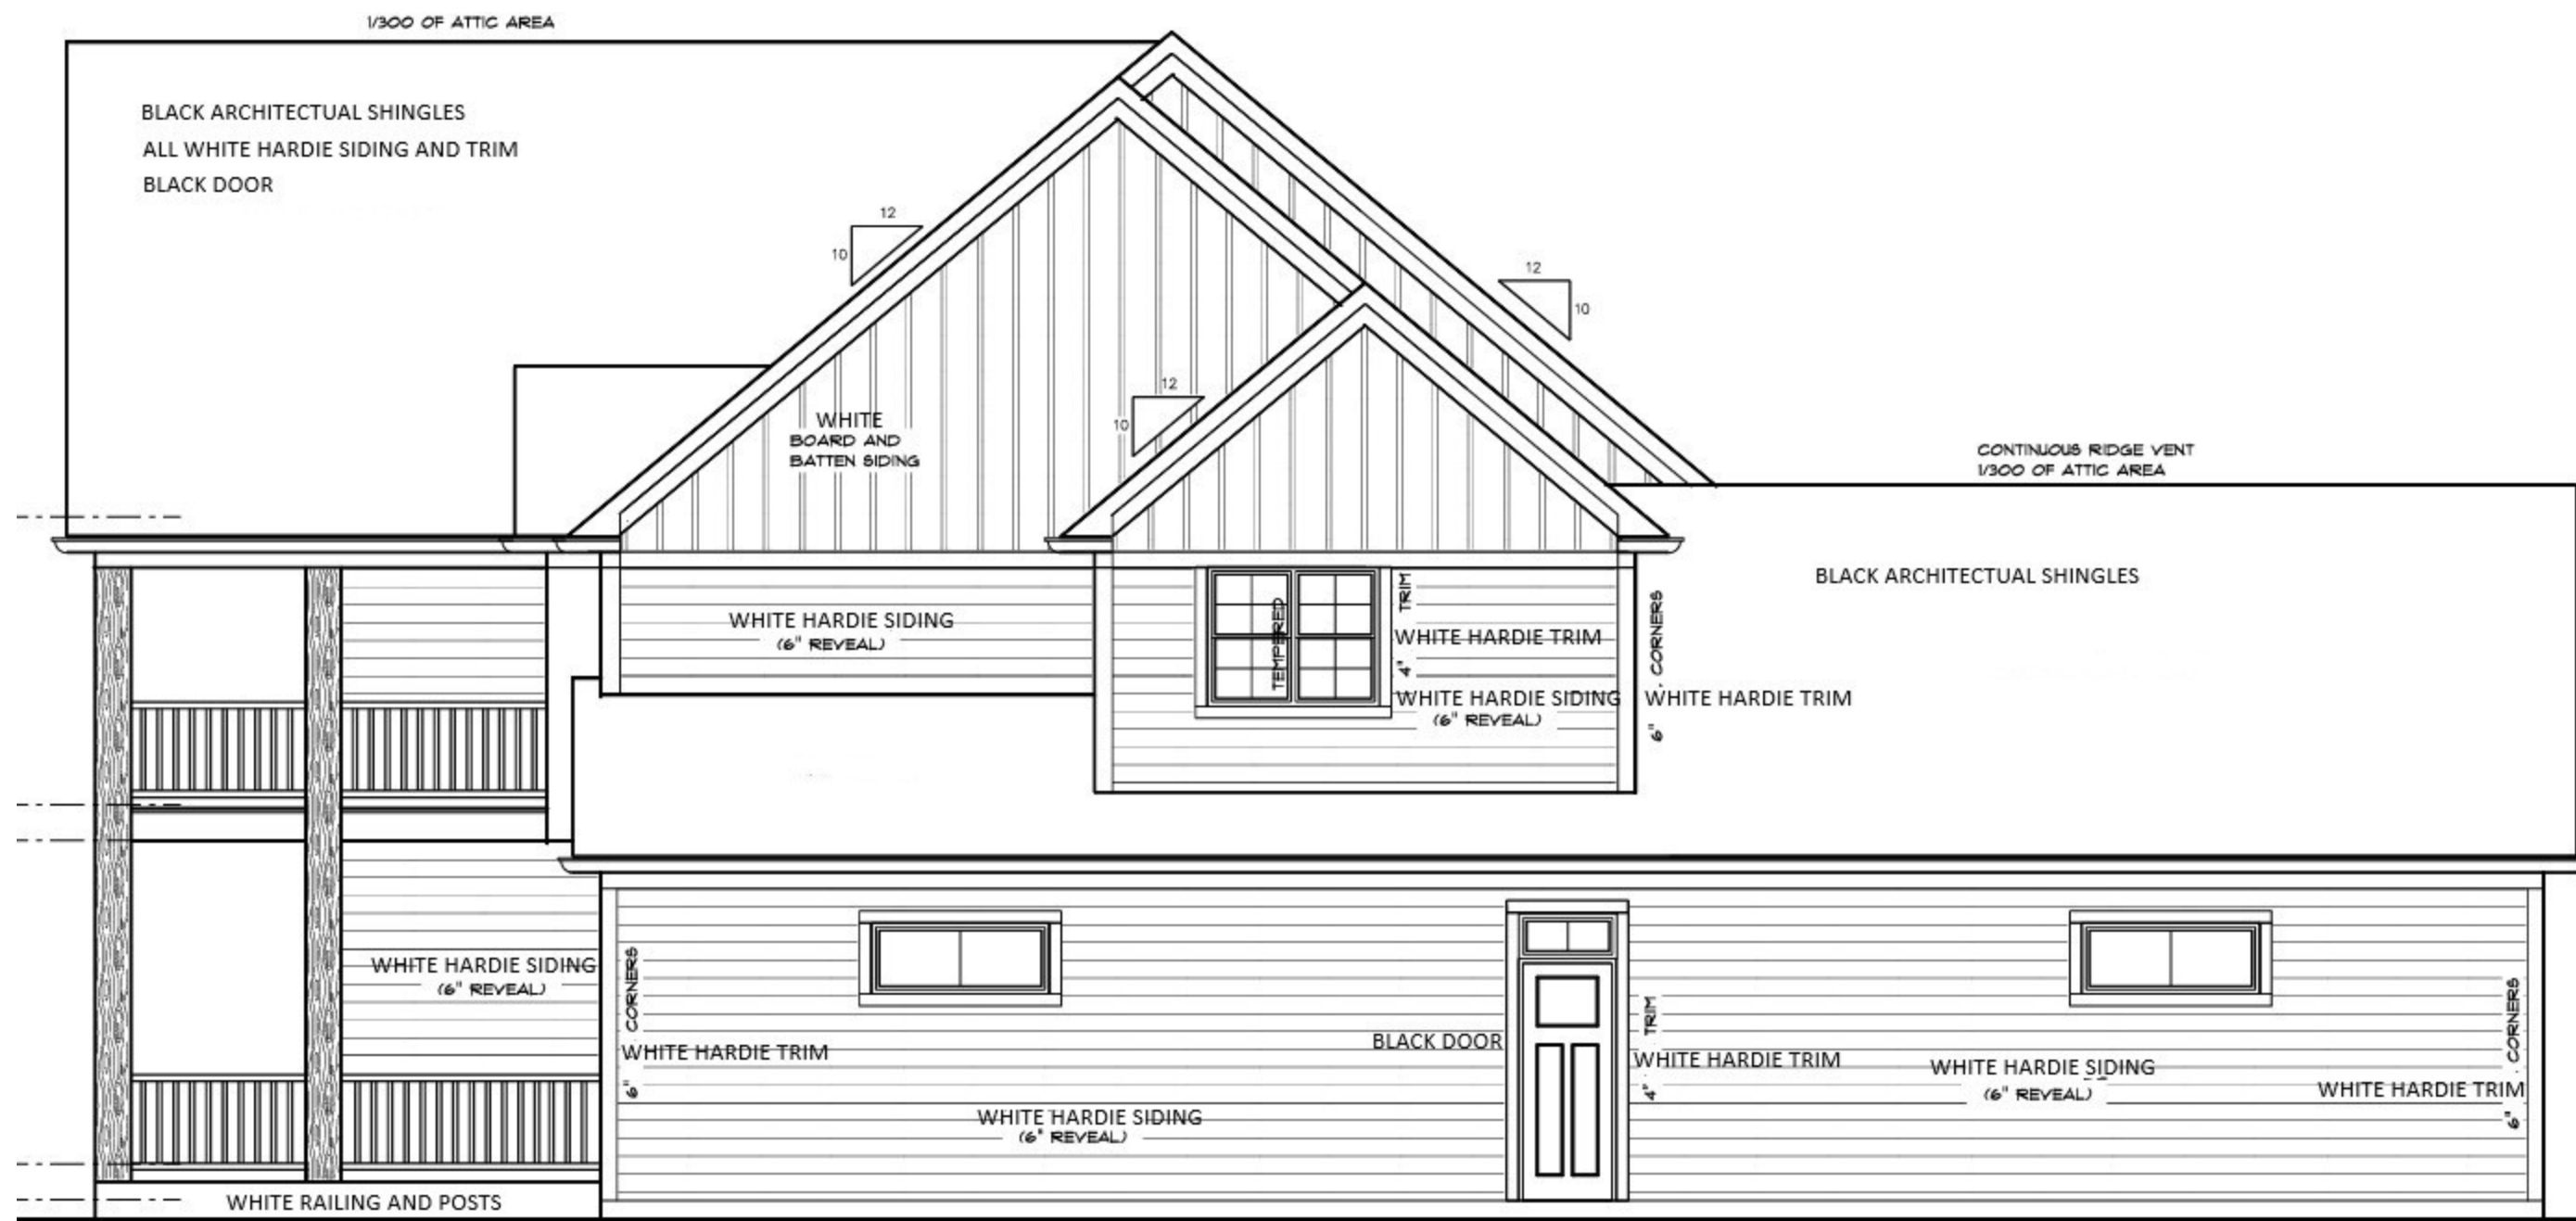 1/300 OF ATTIC AREA
BLACK ARCHITECTUAL SHINGLES
ALL WHITE HARDIE SIDING AND TRIM
BLACK DOOR
12
10
12
10
12
10
WHITE
BOARD AND
BATTEN SIDING
CONTINUOUS RIDGE VENT
1/300 OF ATTIC AREA
BLACK ARCHITECTUAL SHINGLES
WHITE HARDIE SIDING
(6" REVEAL)
TEMPERED
4" TRIM
WHITE HARDIE TRIM
WHITE HARDIE SIDING
(6" REVEAL)
6" CORNERS
WHITE HARDIE TRIM
WHITE HARDIE SIDING
(6" REVEAL)
6" CORNERS
WHITE HARDIE TRIM
WHITE HARDIE SIDING
(6" REVEAL)
BLACK DOOR
4" TRIM
WHITE HARDIE TRIM
WHITE HARDIE SIDING
(6" REVEAL)
6" CORNERS
WHITE HARDIE TRIM
WHITE RAILING AND POSTS